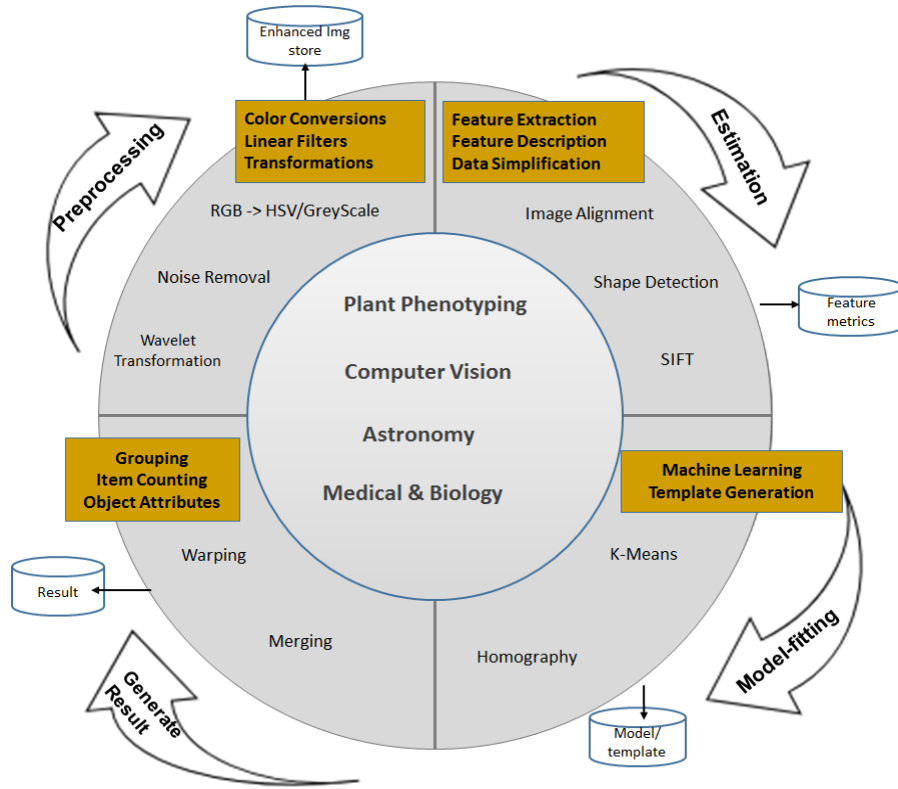 Enhanced Img
store
Preprocessing
Color Conversions
Linear Filters
Transformations
RGB -> HSV/GreyScale
Noise Removal
Wavelet
Transformation
Feature Extraction
Feature Description
Data Simplification
Estimation
Image Alignment
Shape Detection
SIFT
Feature
metrics
Plant Phenotyping
Computer Vision
Astronomy
Medical & Biology
Machine Learning
Template Generation
K-Means
Homography
Model-fitting
Model/
template
Grouping
Item Counting
Object Attributes
Warping
Merging
Result
Generate
Result